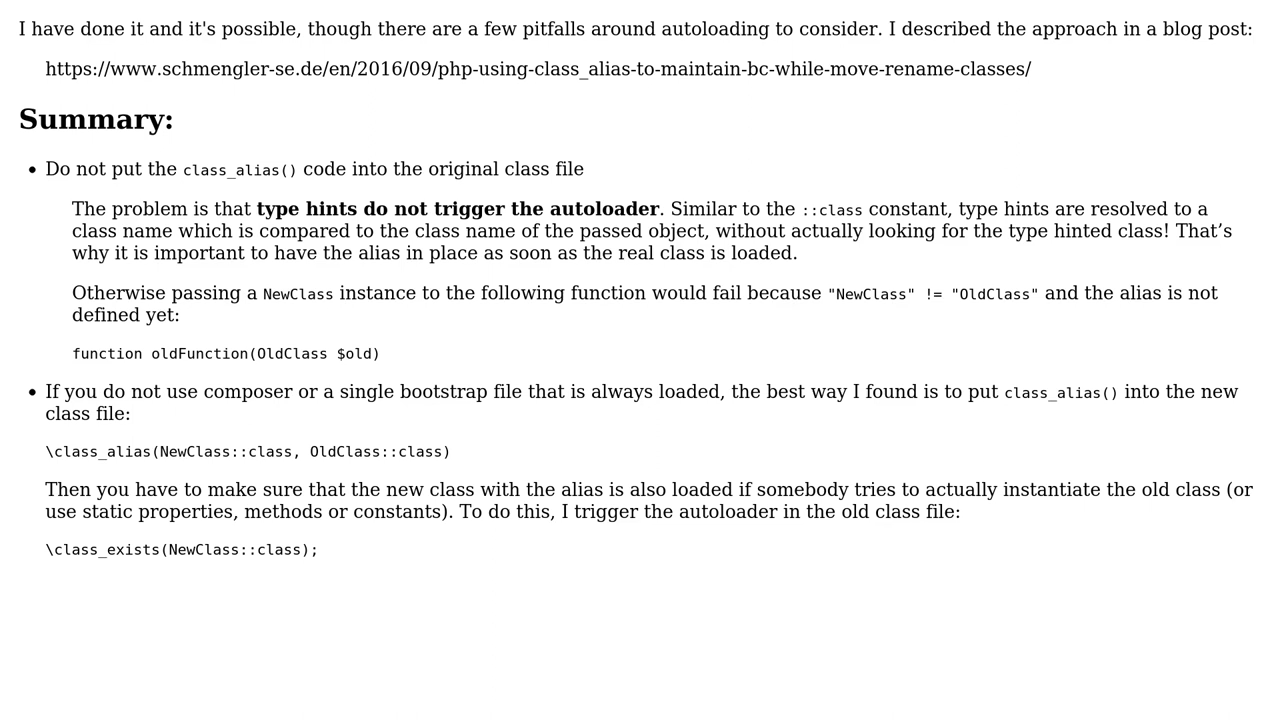 I have done it and it's possible, though there are a few pitfalls around autoloading to consider. I described the approach in a blog post:
https://www.schmengler-se.de/en/2016/09/php-using-class_alias-to-maintain-bc-while-move-rename-classes/
Summary:
• Do not put the class_alias() code into the original class file
The problem is that type hints do not trigger the autoloader. Similar to the ::class constant, type hints are resolved to a
class name which is compared to the class name of the passed object, without actually looking for the type hinted class! That’s
why it is important to have the alias in place as soon as the real class is loaded.
Otherwise passing a NewClass instance to the following function would fail because "NewClass" != "OldClass" and the alias is not
defined yet:
function oldFunction(OldClass $old)
• If you do not use composer or a single bootstrap file that is always loaded, the best way I found is to put class_alias() into the new
class file:
\class_alias(NewClass::class, OldClass::class)
Then you have to make sure that the new class with the alias is also loaded if somebody tries to actually instantiate the old class (or
use static properties, methods or constants). To do this, I trigger the autoloader in the old class file:
\class_exists(NewClass::class);